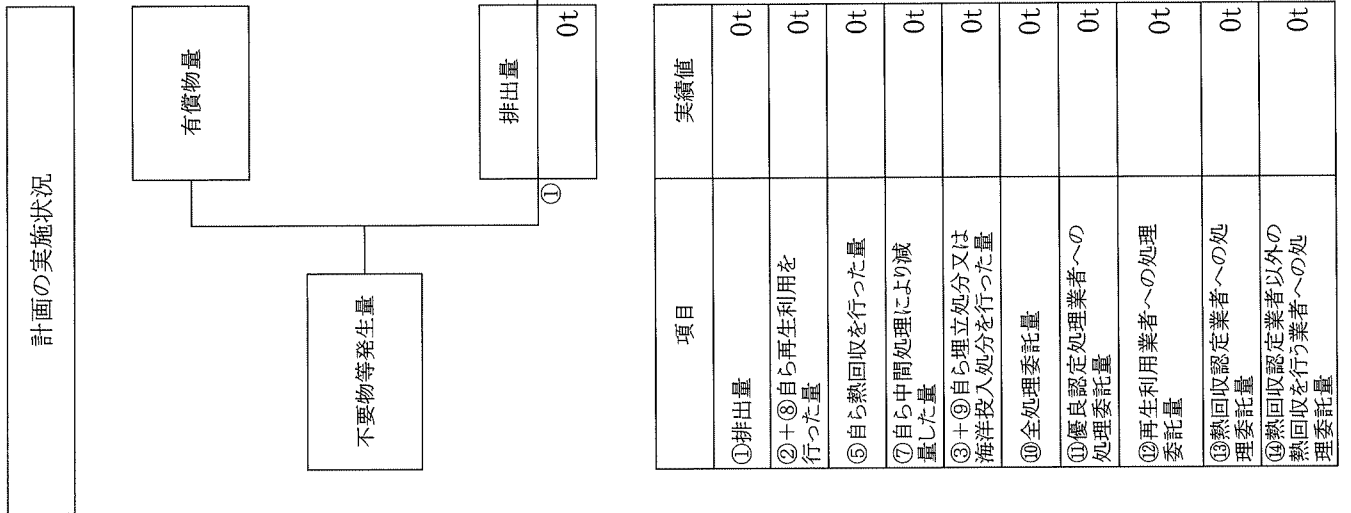 計画の実施状況
有償物量
不要物等発生量
①
排出量
0t
項目
実績値
①排出量
0t
②+⑧自ら再生利用を
行った量
0t
⑤自ら熱回収を行った量
0t
⑦自ら中間処理により減
量した量
0t
③+⑨自ら埋立処分又は
海洋投入処分を行った量
0t
⑩全処理委託量
0t
⑪優良認定処理業者への
処理委託量
0t
⑫再生利用業者への処理
委託量
0t
⑬熱回収認定業者への処
理委託量
0t
⑭熱回収認定業者以外の
熱回収を行う業者への処
理委託量
0t